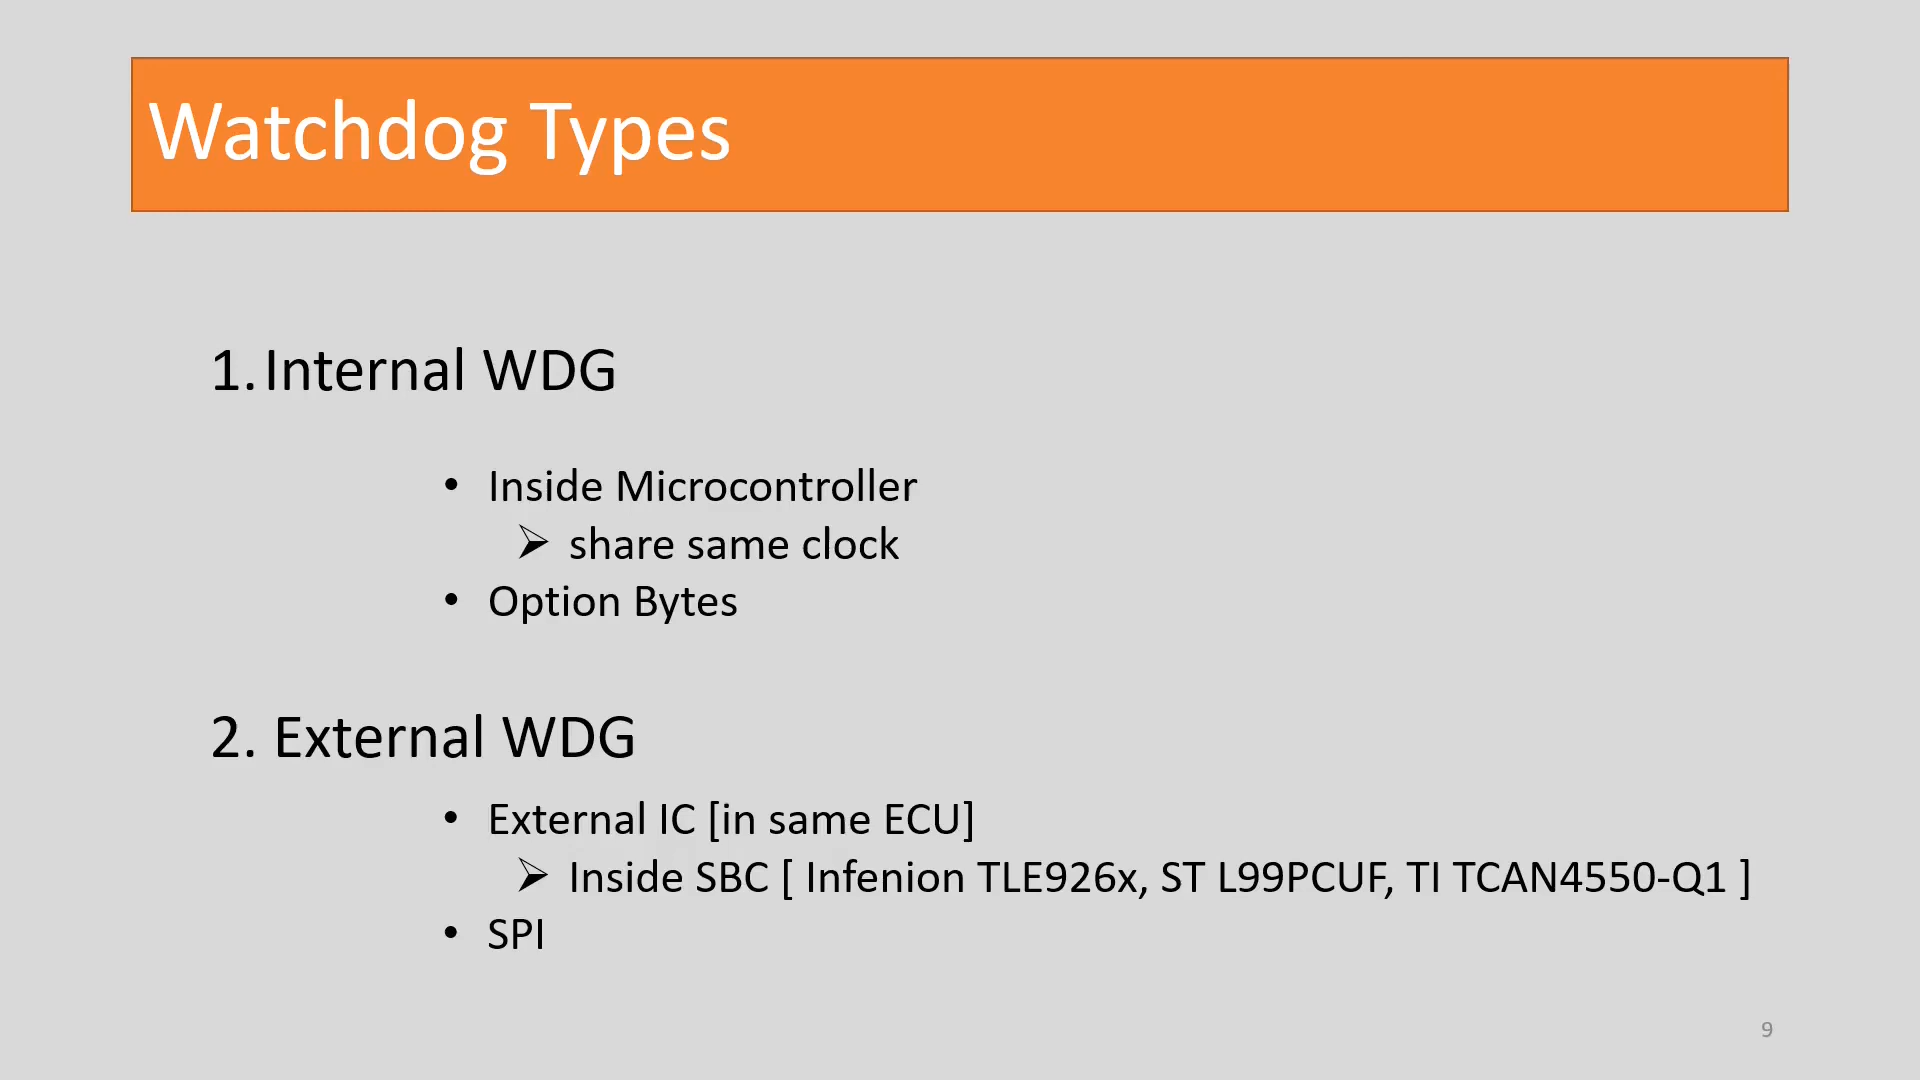 Watchdog Types
1. Internal WDG
• Inside Microcontroller
➢ share same clock
• Option Bytes
2. External WDG
• External IC [in same ECU]
➢ Inside SBC [ Infenion TLE926x, ST L99PCUF, TI TCAN4550-Q1 ]
• SPI
9